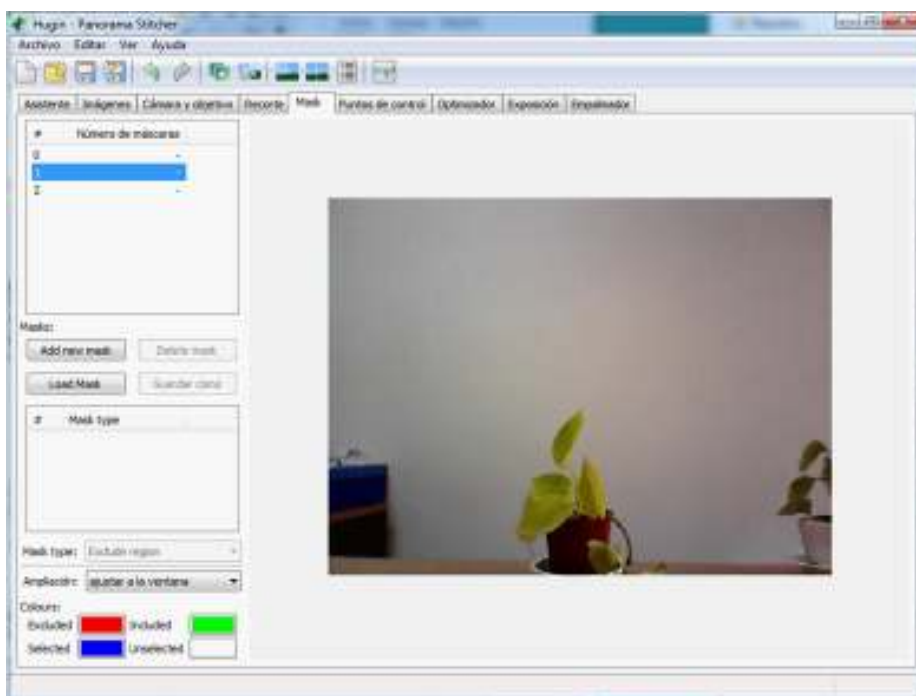 Hugin - Panorama Stitcher
Archivo Editar Ver Ayuda
Asistente Imágenes Cámara y objetivo Recorte Mask Puntos de control Optimizador Exposición Empalmador
# Número de máscaras
0 -
1 -
2 -
Masks:
Add new mask Delete mask
Load Mask Guardar como
# Mask type
Mask type: Exclude region
Ampliación: ajustar a la ventana
Colours:
Excluded Included
Selected Unselected